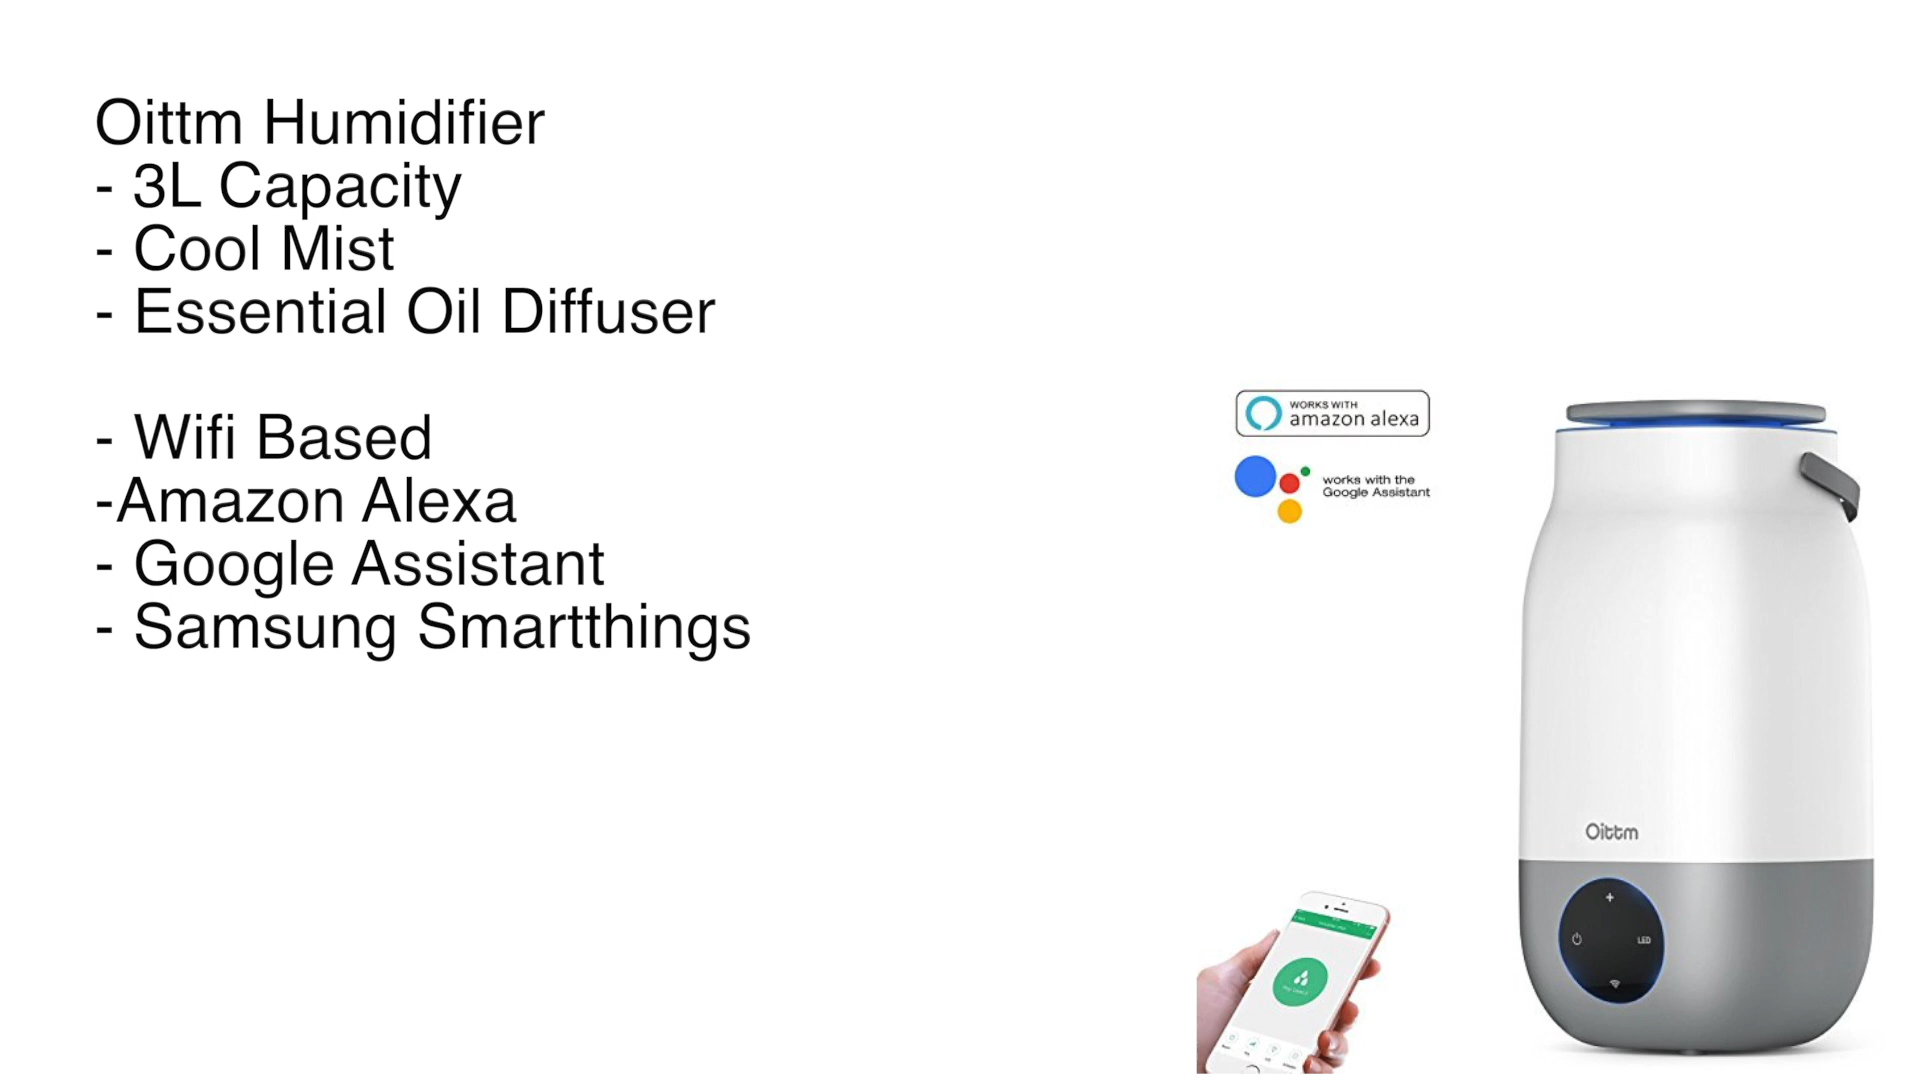 Oittm Humidifier
- 3L Capacity
- Cool Mist
- Essential Oil Diffuser
- Wifi Based
-Amazon Alexa
- Google Assistant
- Samsung Smartthings
WORKS WITH
amazon alexa
works with the
Google Assistant
Oittm
+
LED